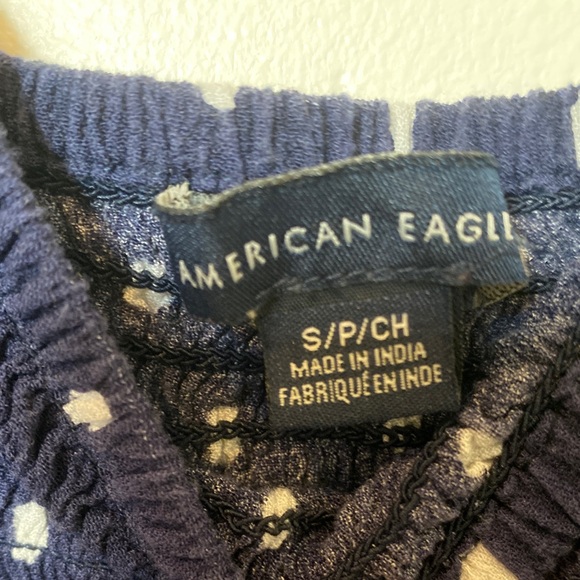 AMERICAN EAGLE
S/P/CH
MADE IN INDIA
FABRIQUÉ EN INDE